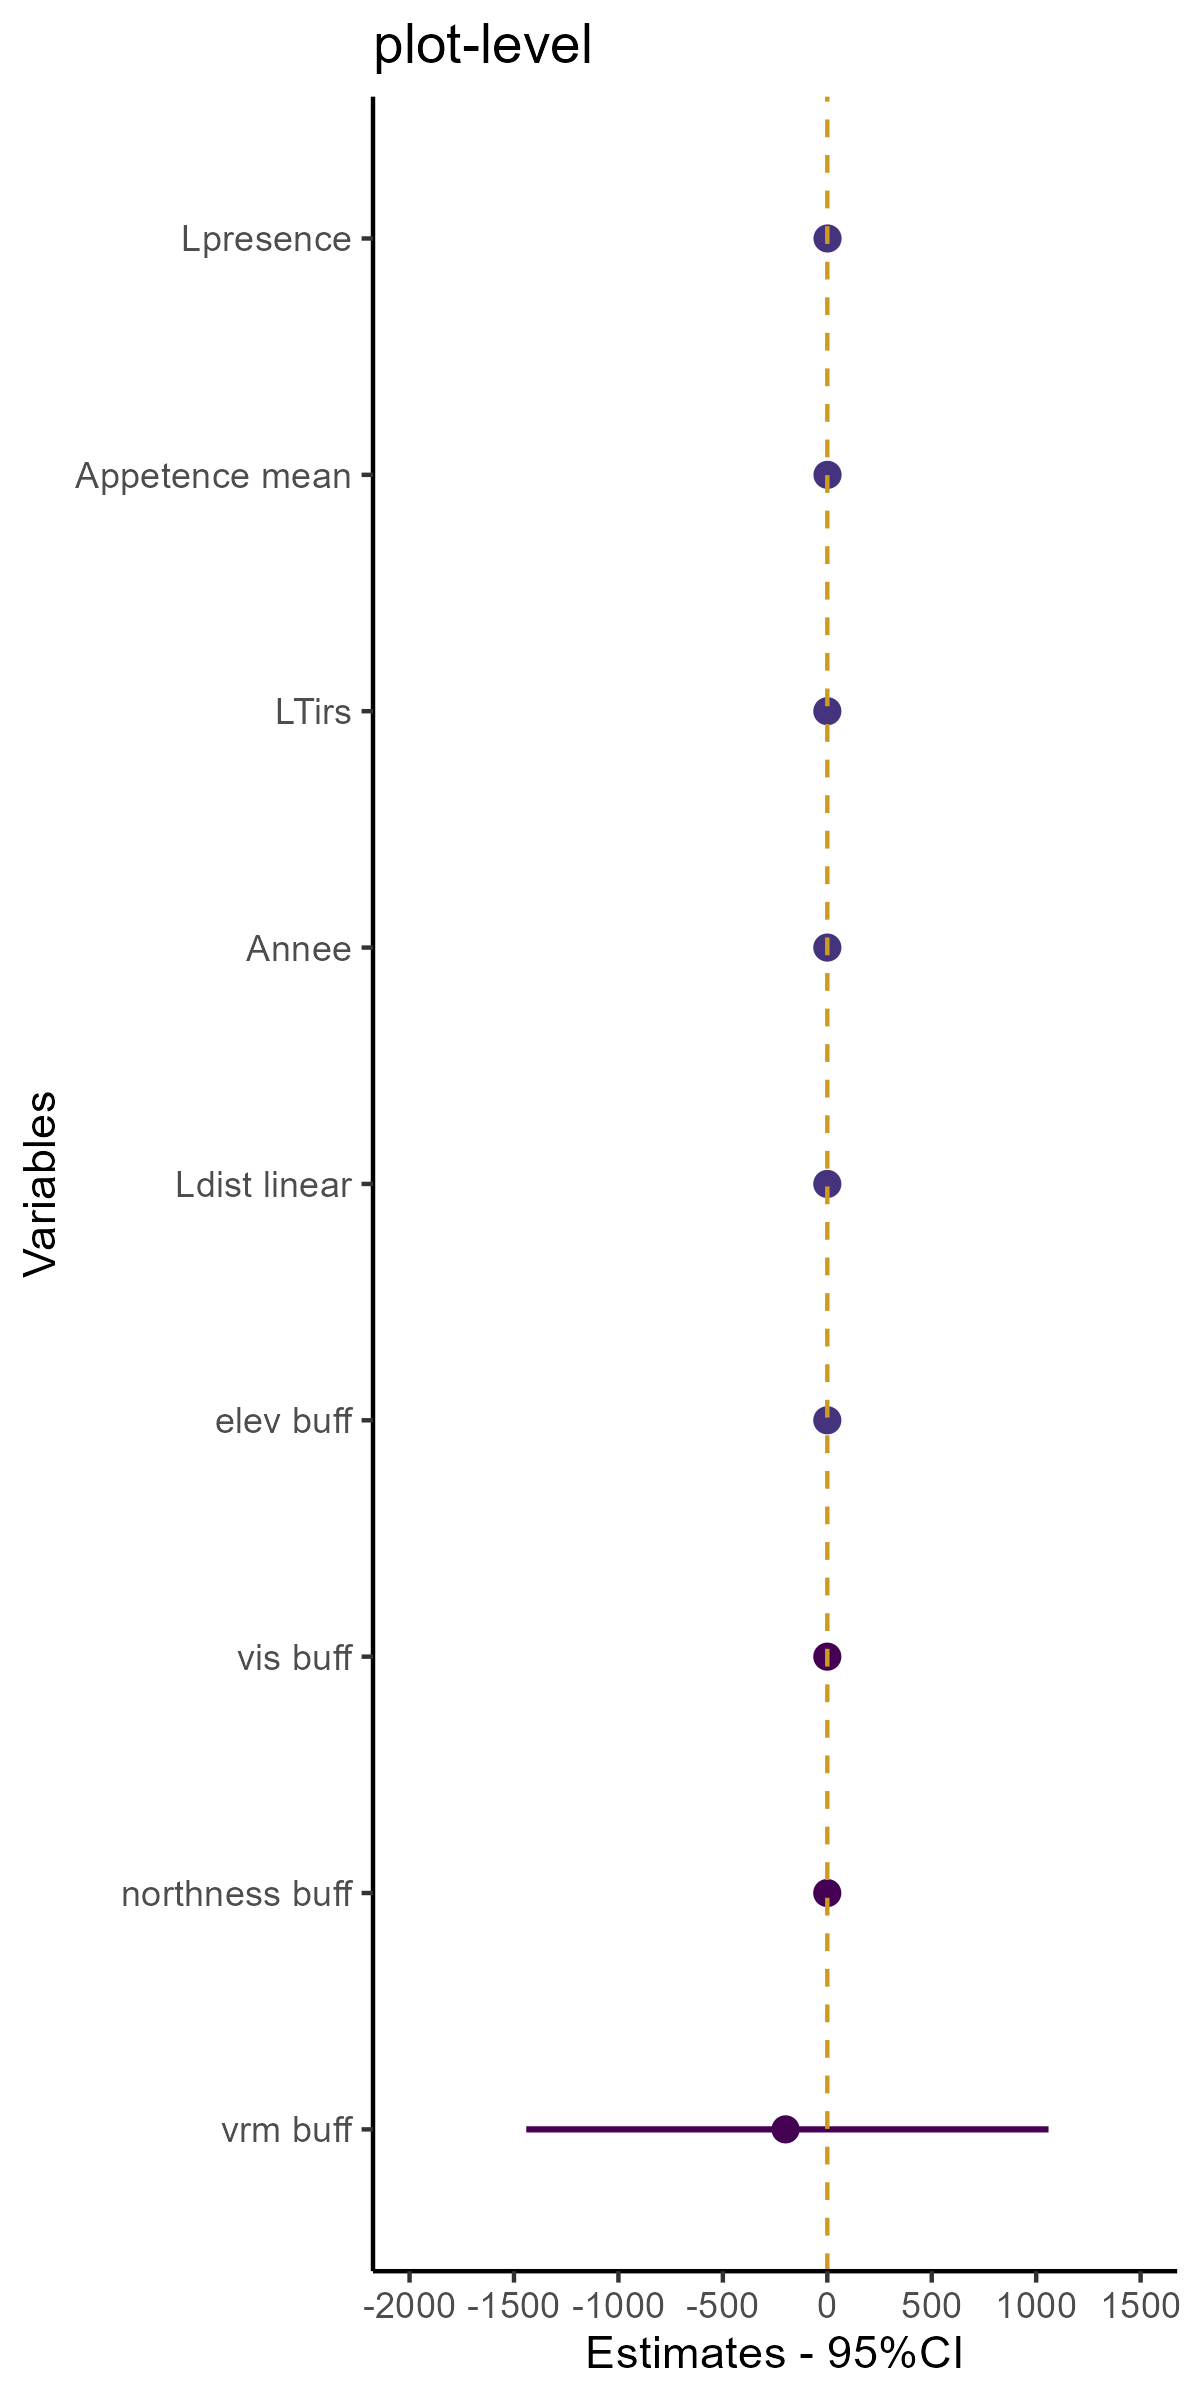 plot-level
Lpresence
Appetence mean
LTirs
Annee
Ldist linear
elev buff
vis buff
northness buff
vrm buff
Variables
-2000 -1500 -1000 -500 0 500 1000 1500
Estimates - 95%CI